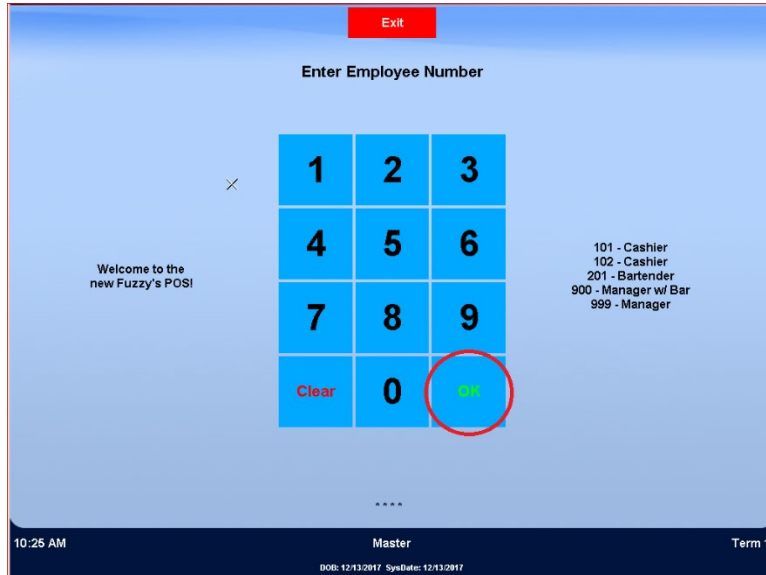 Exit
Enter Employee Number
1 2 3
4 5 6
7 8 9
Clear 0 OK
Welcome to the
new Fuzzy's POS!
101 - Cashier
102 - Cashier
201 - Bartender
900 - Manager w/ Bar
999 - Manager
****
10:25 AM Master Term
DOB: 12/13/2017 SysDate: 12/13/2017